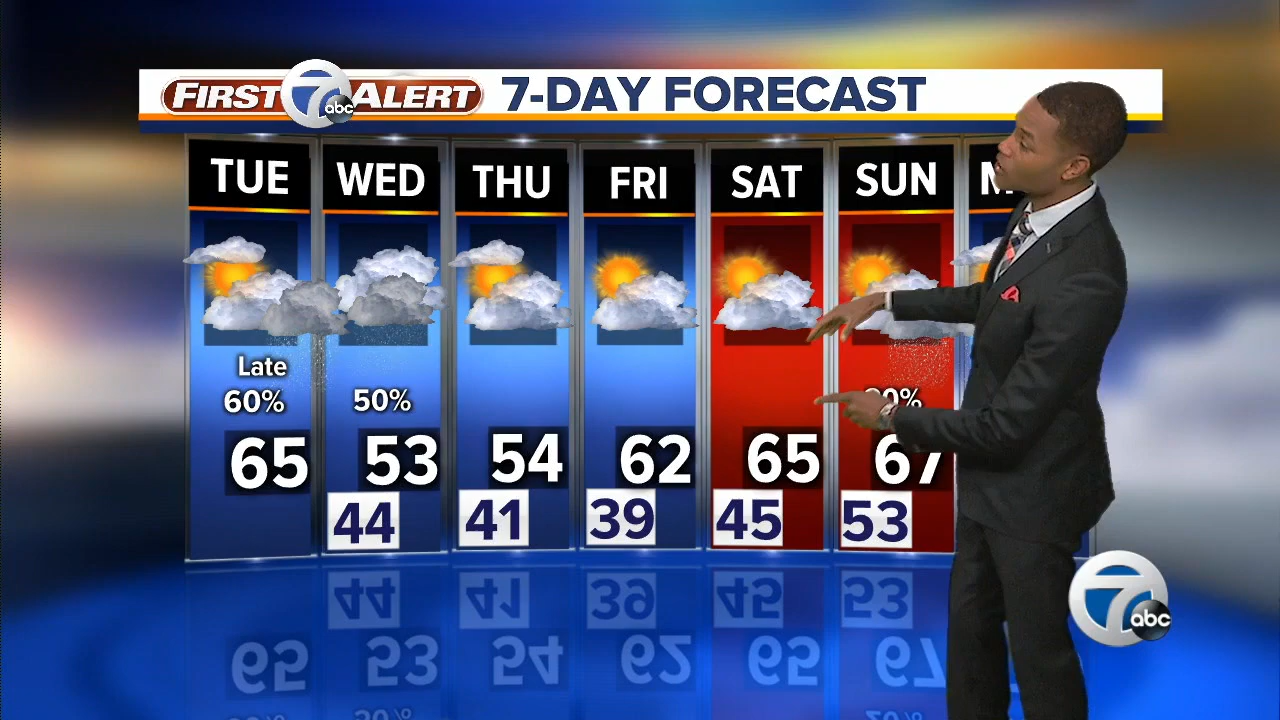 FIRST 7 abc ALERT 7-DAY FORECAST
TUE WED THU FRI SAT SUN
Late
60% 50%
65 53 54 62 65 67
44 41 39 45 53
7 abc